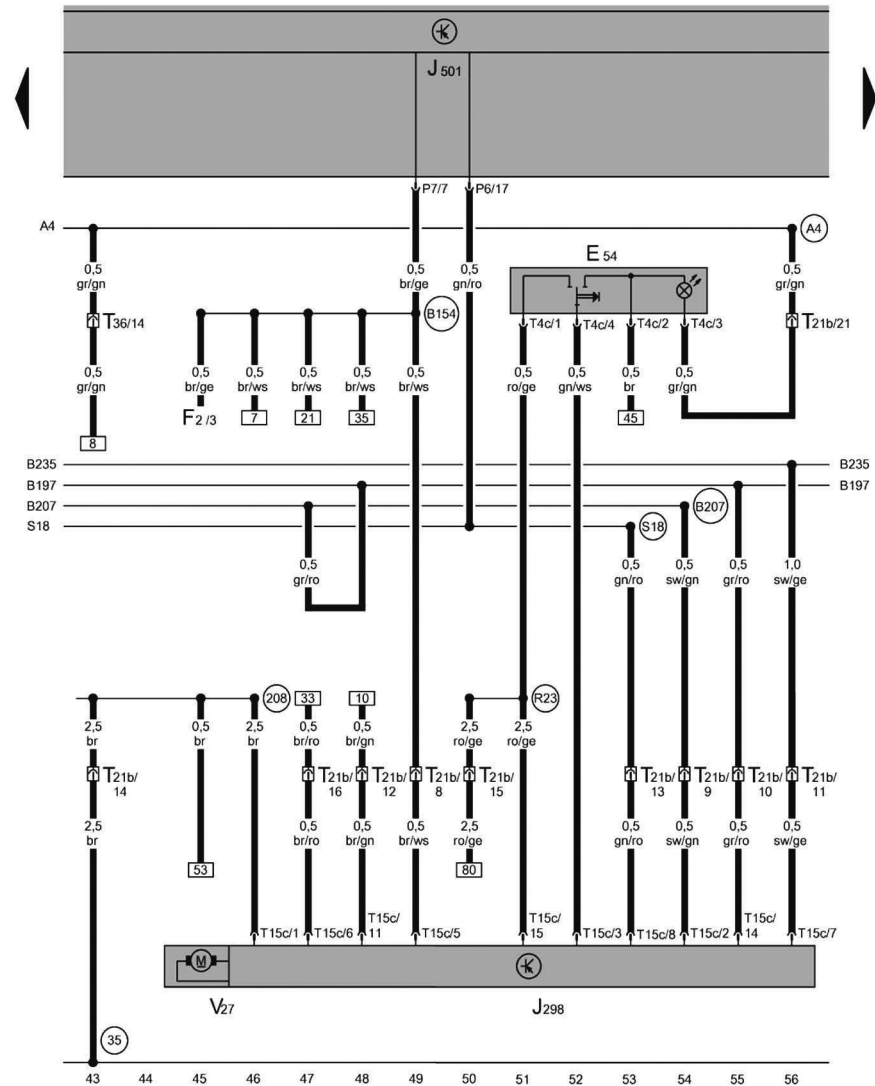 J 501
P7/7 P6/17
A4 A4
E 54
0,5 0,5 0,5 0,5
gr/gn br/ge gn/ro gr/gn
T36/14 B154 T4c/1 T4c/4 T4c/2 T4c/3 T21b/21
0,5 0,5 0,5 0,5 0,5 0,5 0,5 0,5 0,5 0,5
gr/gn br/ge br/ws br/ws br/ws br/ws ro/ge gn/ws br gr/gn
F2/3 7 21 35 45
8
B235 B235
B197 B197
B207 B207
S18 S18
0,5 0,5 0,5 0,5 1,0
gr/ro gn/ro sw/gn gr/ro sw/ge
208 33 10 R23
2,5 0,5 2,5 0,5 0,5 2,5 2,5
br br br br/ro br/gn ro/ge ro/ge
T21b/ T21b/ T21b/ T21b/ T21b/ T21b/ T21b/ T21b/ T21b/
14 16 12 8 15 13 9 10 11
2,5 0,5 0,5 0,5 2,5 0,5 0,5 0,5 0,5
br br/ro br/gn br/ws ro/ge gn/ro sw/gn gr/ro sw/ge
53 80
T15c/ T15c/ T15c/
T15c/1 T15c/6 11 T15c/5 15 T15c/3 T15c/8 T15c/2 14 T15c/7
M
V27 J298
35
43 44 45 46 47 48 49 50 51 52 53 54 55 56